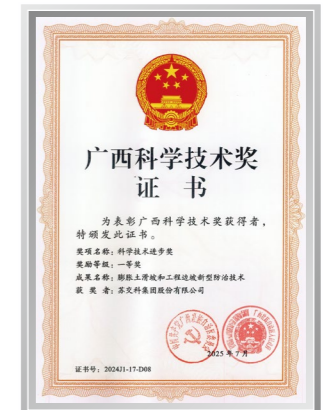 广西科学技术奖
证 书
为表彰广西科学技术奖获得者，
特颁发此证书。
奖项名称：科学技术进步奖
奖励等级：一等奖
成果名称：膨胀土滑坡和工程边坡新型防治技术
获 奖 者：苏交科集团股份有限公司
2025 年 7 月
证书号：2024J1-17-D08